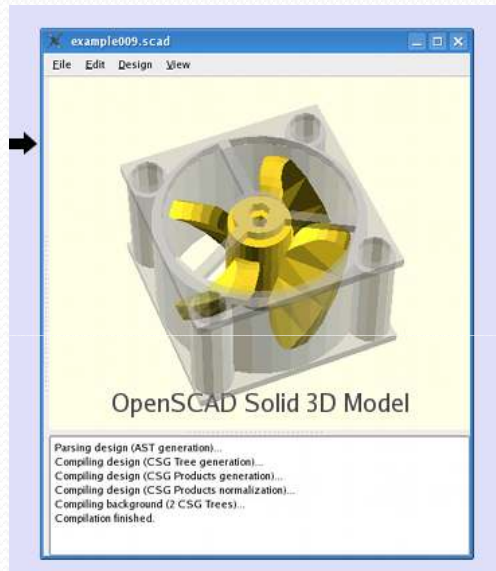 example009.scad
File Edit Design View
OpenSCAD Solid 3D Model
Parsing design (AST generation)...
Compiling design (CSG Tree generation)...
Compiling design (CSG Products generation)...
Compiling design (CSG Products normalization)...
Compiling background (2 CSG Trees)...
Compilation finished.